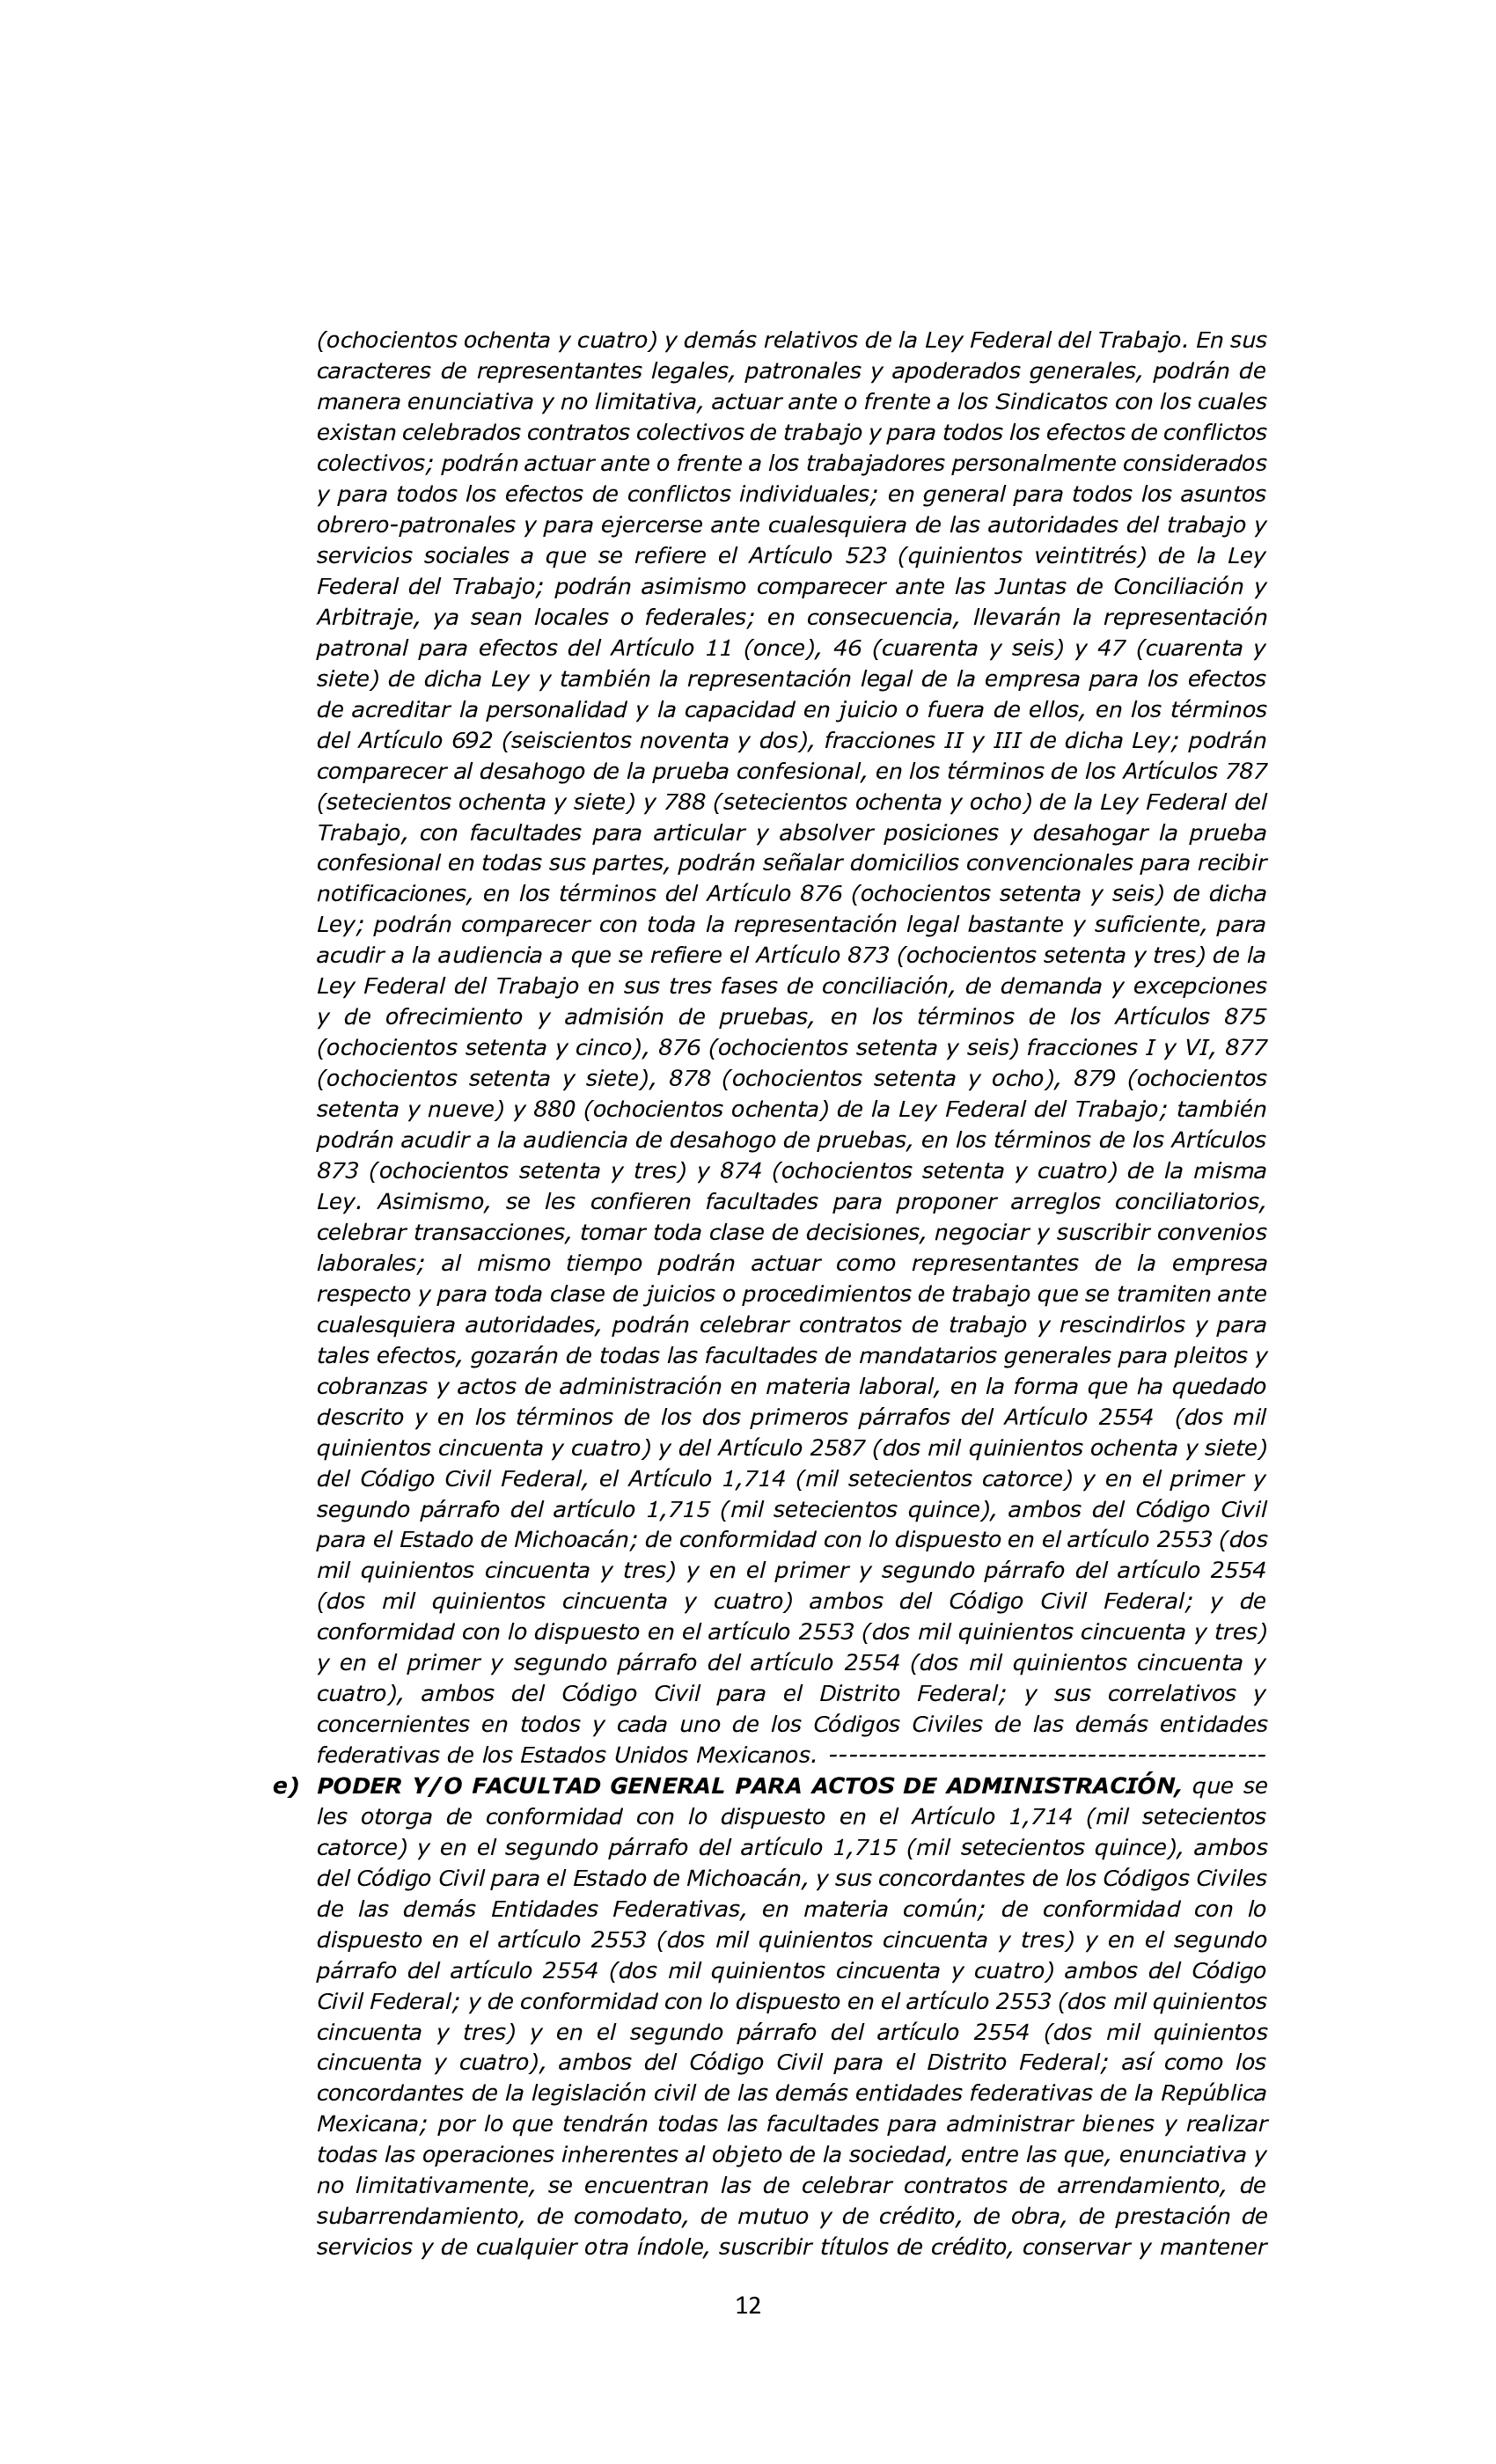 (ochocientos ochenta y cuatro) y demás relativos de la Ley Federal del Trabajo. En sus
caracteres de representantes legales, patronales y apoderados generales, podrán de
manera enunciativa y no limitativa, actuar ante o frente a los Sindicatos con los cuales
existan celebrados contratos colectivos de trabajo y para todos los efectos de conflictos
colectivos; podrán actuar ante o frente a los trabajadores personalmente considerados
y para todos los efectos de conflictos individuales; en general para todos los asuntos
obrero-patronales y para ejercerse ante cualesquiera de las autoridades del trabajo y
servicios sociales a que se refiere el Artículo 523 (quinientos veintitrés) de la Ley
Federal del Trabajo; podrán asimismo comparecer ante las Juntas de Conciliación y
Arbitraje, ya sean locales o federales; en consecuencia, llevarán la representación
patronal para efectos del Artículo 11 (once), 46 (cuarenta y seis) y 47 (cuarenta y
siete) de dicha Ley y también la representación legal de la empresa para los efectos
de acreditar la personalidad y la capacidad en juicio o fuera de ellos, en los términos
del Artículo 692 (seiscientos noventa y dos), fracciones II y III de dicha Ley; podrán
comparecer al desahogo de la prueba confesional, en los términos de los Artículos 787
(setecientos ochenta y siete) y 788 (setecientos ochenta y ocho) de la Ley Federal del
Trabajo, con facultades para articular y absolver posiciones y desahogar la prueba
confesional en todas sus partes, podrán señalar domicilios convencionales para recibir
notificaciones, en los términos del Artículo 876 (ochocientos setenta y seis) de dicha
Ley; podrán comparecer con toda la representación legal bastante y suficiente, para
acudir a la audiencia a que se refiere el Artículo 873 (ochocientos setenta y tres) de la
Ley Federal del Trabajo en sus tres fases de conciliación, de demanda y excepciones
y de ofrecimiento y admisión de pruebas, en los términos de los Artículos 875
(ochocientos setenta y cinco), 876 (ochocientos setenta y seis) fracciones I y VI, 877
(ochocientos setenta y siete), 878 (ochocientos setenta y ocho), 879 (ochocientos
setenta y nueve) y 880 (ochocientos ochenta) de la Ley Federal del Trabajo; también
podrán acudir a la audiencia de desahogo de pruebas, en los términos de los Artículos
873 (ochocientos setenta y tres) y 874 (ochocientos setenta y cuatro) de la misma
Ley. Asimismo, se les confieren facultades para proponer arreglos conciliatorios,
celebrar transacciones, tomar toda clase de decisiones, negociar y suscribir convenios
laborales; al mismo tiempo podrán actuar como representantes de la empresa
respecto y para toda clase de juicios o procedimientos de trabajo que se tramiten ante
cualesquiera autoridades, podrán celebrar contratos de trabajo y rescindirlos y para
tales efectos, gozarán de todas las facultades de mandatarios generales para pleitos y
cobranzas y actos de administración en materia laboral, en la forma que ha quedado
descrito y en los términos de los dos primeros párrafos del Artículo 2554  (dos mil
quinientos cincuenta y cuatro) y del Artículo 2587 (dos mil quinientos ochenta y siete)
del Código Civil Federal, el Artículo 1,714 (mil setecientos catorce) y en el primer y
segundo párrafo del artículo 1,715 (mil setecientos quince), ambos del Código Civil
para el Estado de Michoacán; de conformidad con lo dispuesto en el artículo 2553 (dos
mil quinientos cincuenta y tres) y en el primer y segundo párrafo del artículo 2554
(dos mil quinientos cincuenta y cuatro) ambos del Código Civil Federal; y de
conformidad con lo dispuesto en el artículo 2553 (dos mil quinientos cincuenta y tres)
y en el primer y segundo párrafo del artículo 2554 (dos mil quinientos cincuenta y
cuatro), ambos del Código Civil para el Distrito Federal; y sus correlativos y
concernientes en todos y cada uno de los Códigos Civiles de las demás entidades
federativas de los Estados Unidos Mexicanos. --------------------------------------------
e) PODER Y/O FACULTAD GENERAL PARA ACTOS DE ADMINISTRACIÓN, que se
les otorga de conformidad con lo dispuesto en el Artículo 1,714 (mil setecientos
catorce) y en el segundo párrafo del artículo 1,715 (mil setecientos quince), ambos
del Código Civil para el Estado de Michoacán, y sus concordantes de los Códigos Civiles
de las demás Entidades Federativas, en materia común; de conformidad con lo
dispuesto en el artículo 2553 (dos mil quinientos cincuenta y tres) y en el segundo
párrafo del artículo 2554 (dos mil quinientos cincuenta y cuatro) ambos del Código
Civil Federal; y de conformidad con lo dispuesto en el artículo 2553 (dos mil quinientos
cincuenta y tres) y en el segundo párrafo del artículo 2554 (dos mil quinientos
cincuenta y cuatro), ambos del Código Civil para el Distrito Federal; así como los
concordantes de la legislación civil de las demás entidades federativas de la República
Mexicana; por lo que tendrán todas las facultades para administrar bienes y realizar
todas las operaciones inherentes al objeto de la sociedad, entre las que, enunciativa y
no limitativamente, se encuentran las de celebrar contratos de arrendamiento, de
subarrendamiento, de comodato, de mutuo y de crédito, de obra, de prestación de
servicios y de cualquier otra índole, suscribir títulos de crédito, conservar y mantener
12